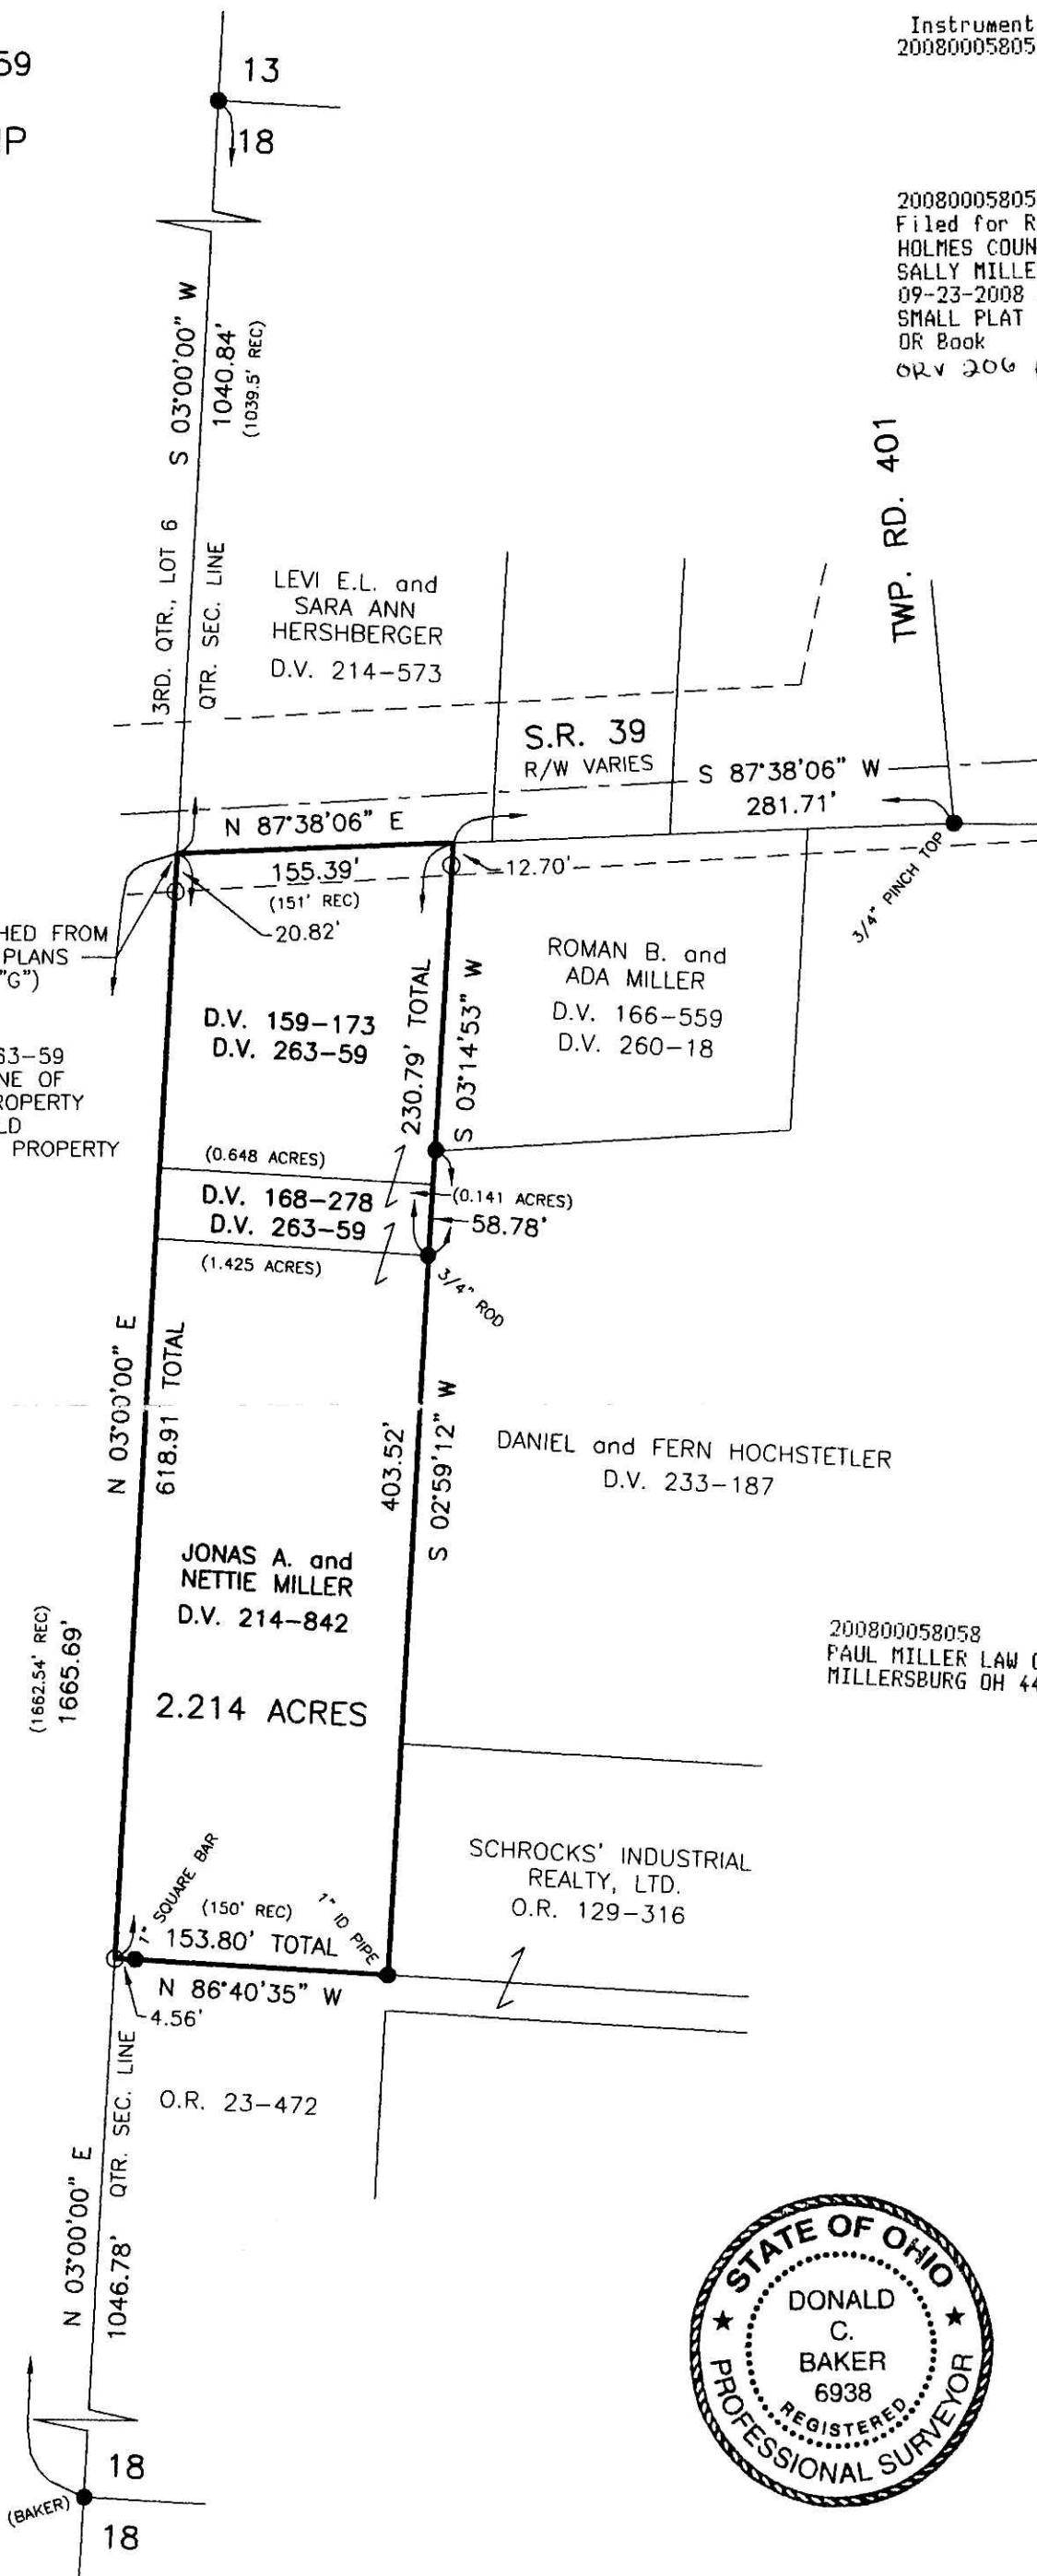 59
13
18
Instrument
20080005805
20080005805
Filed for R
HOLMES COUN
SALLY MILLE
09-23-2008
SMALL PLAT
OR Book
ORV 206
S 03°00'00" W
1040.84'
(1039.5' REC)
3RD. QTR., LOT 6
QTR. SEC. LINE
TWP. RD. 401
LEVI E.L. and
SARA ANN
HERSHBERGER
D.V. 214-573
S.R. 39
R/W VARIES
S 87°38'06" W
281.71'
N 87°38'06" E
155.39'
(151' REC)
12.70'
20.82'
3/4" PINCH TOP
HED FROM
PLANS
"G")
63-59
NE OF
ROPERTY
LD
PROPERTY
D.V. 159-173
D.V. 263-59
230.79' TOTAL
S 03°14'53" W
ROMAN B. and
ADA MILLER
D.V. 166-559
D.V. 260-18
(0.648 ACRES)
D.V. 168-278
D.V. 263-59
(0.141 ACRES)
58.78'
(1.425 ACRES)
3/4" ROD
N 03°00'00" E
618.91 TOTAL
403.52'
S 02°59'12" W
DANIEL and FERN HOCHSTETLER
D.V. 233-187
JONAS A. and
NETTIE MILLER
D.V. 214-842
2.214 ACRES
(1662.54' REC)
1665.69'
200800058058
PAUL MILLER LAW O
MILLERSBURG OH 44
SCHROCKS' INDUSTRIAL
REALTY, LTD.
O.R. 129-316
1" SQUARE BAR
(150' REC)
1" ID PIPE
153.80' TOTAL
N 86°40'35" W
4.56'
O.R. 23-472
N 03°00'00" E
1046.78'
QTR. SEC. LINE
18
(BAKER)
18
STATE OF OHIO
DONALD
C.
BAKER
6938
REGISTERED
PROFESSIONAL SURVEYOR